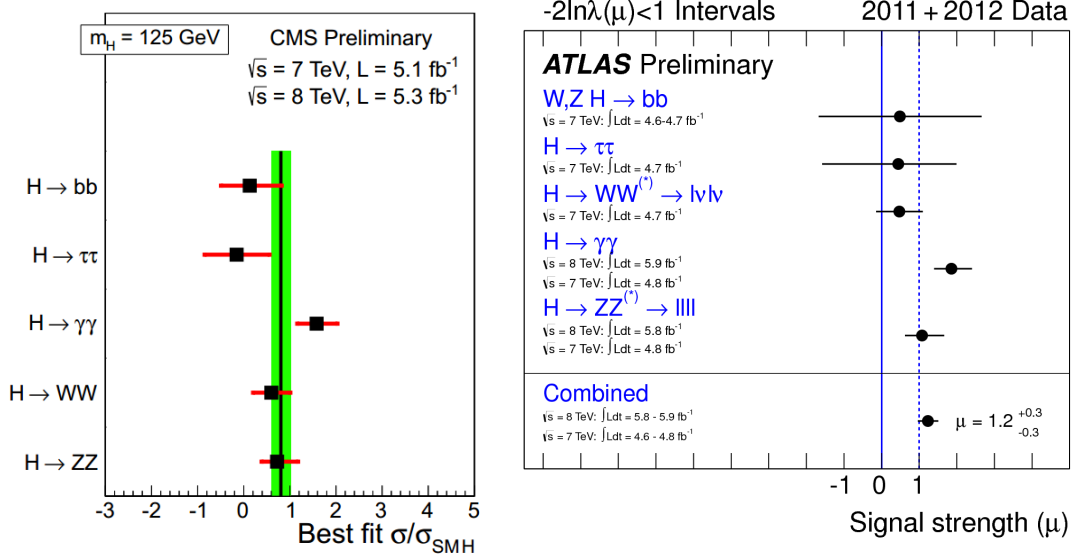 m_H = 125 GeV
CMS Preliminary
√s = 7 TeV, L = 5.1 fb⁻¹
√s = 8 TeV, L = 5.3 fb⁻¹
H → bb
H → ττ
H → γγ
H → WW
H → ZZ
-3 -2 -1 0 1 2 3 4 5
Best fit σ/σ_SMH
-2lnλ(μ)<1 Intervals
2011 + 2012 Data
ATLAS Preliminary
W,Z H → bb
√s = 7 TeV: ∫Ldt = 4.6-4.7 fb⁻¹
H → ττ
√s = 7 TeV: ∫Ldt = 4.7 fb⁻¹
H → WW⁽*⁾ → lνlν
√s = 7 TeV: ∫Ldt = 4.7 fb⁻¹
H → γγ
√s = 8 TeV: ∫Ldt = 5.9 fb⁻¹
√s = 7 TeV: ∫Ldt = 4.8 fb⁻¹
H → ZZ⁽*⁾ → llll
√s = 8 TeV: ∫Ldt = 5.8 fb⁻¹
√s = 7 TeV: ∫Ldt = 4.8 fb⁻¹
Combined
√s = 8 TeV: ∫Ldt = 5.8 - 5.9 fb⁻¹
√s = 7 TeV: ∫Ldt = 4.6 - 4.8 fb⁻¹
μ = 1.2 +0.3 -0.3
-1 0 1
Signal strength (μ)